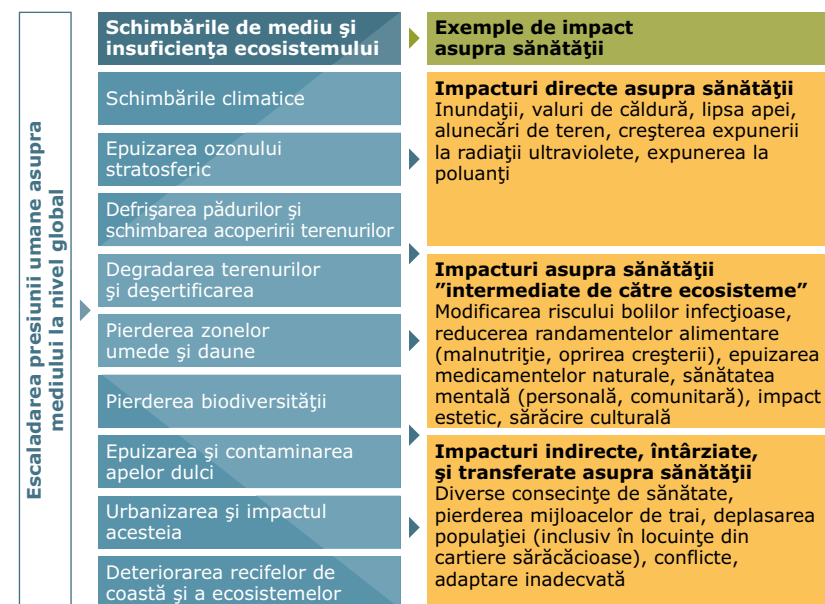 Escaladarea presiunii umane asupra
mediului la nivel global
Schimbările de mediu şi
insuficienţa ecosistemului
Schimbările climatice
Epuizarea ozonului
stratosferic
Defrişarea pădurilor şi
schimbarea acoperirii terenurilor
Degradarea terenurilor
şi deşertificarea
Pierderea zonelor
umede şi daune
Pierderea biodiversităţii
Epuizarea şi contaminarea
apelor dulci
Urbanizarea şi impactul
acesteia
Deteriorarea recifelor de
coastă şi a ecosistemelor
Exemple de impact
asupra sănătăţii
Impacturi directe asupra sănătăţii
Inundaţii, valuri de căldură, lipsa apei,
alunecări de teren, creşterea expunerii
la radiaţii ultraviolete, expunerea la
poluanţi
Impacturi asupra sănătăţii
”intermediate de către ecosisteme”
Modificarea riscului bolilor infecţioase,
reducerea randamentelor alimentare
(malnutriţie, oprirea creşterii), epuizarea
medicamentelor naturale, sănătatea
mentală (personală, comunitară), impact
estetic, sărăcire culturală
Impacturi indirecte, întârziate,
şi transferate asupra sănătăţii
Diverse consecinţe de sănătate,
pierderea mijloacelor de trai, deplasarea
populaţiei (inclusiv în locuinţe din
cartiere sărăcăcioase), conflicte,
adaptare inadecvată